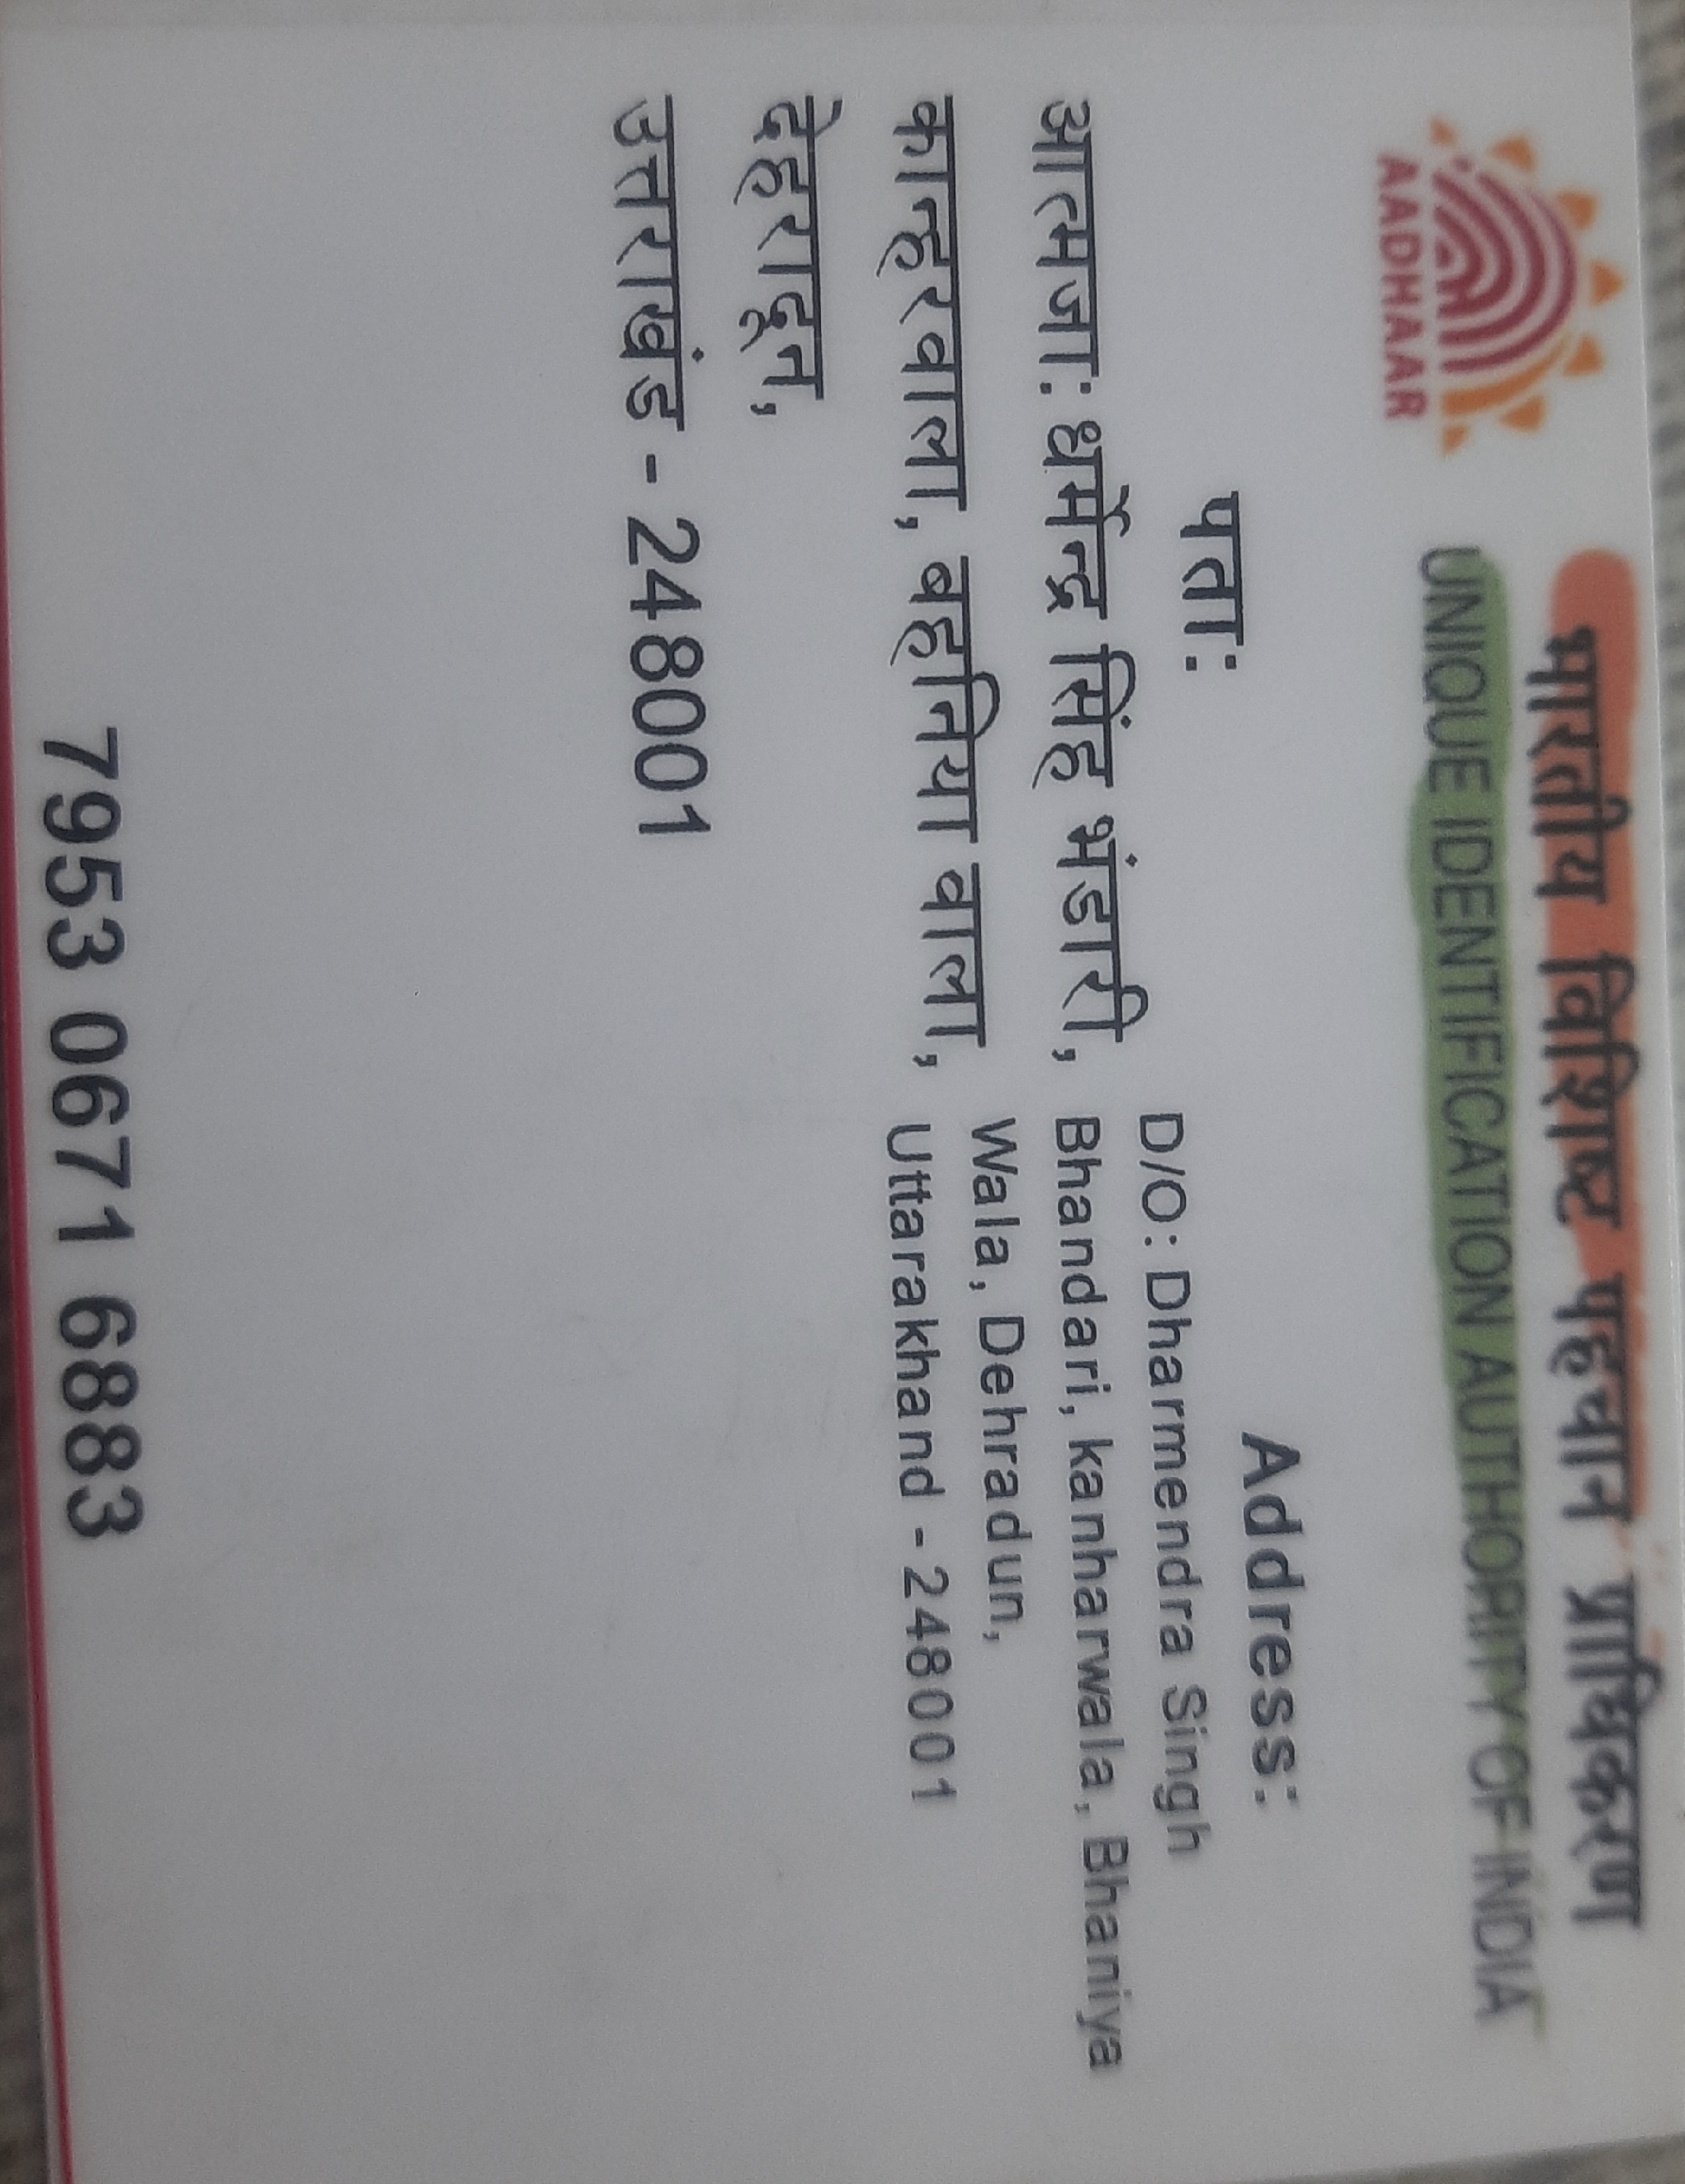 भारतीय विशिष्ट पहचान प्राधिकरण
UNIQUE IDENTIFICATION AUTHORITY OF INDIA
AADHAAR
पता:
आत्मजा: धर्मेन्द्र सिंह भंडारी,
कान्हरवाला, बहनिया वाला,
देहरादून,
उत्तराखंड - 248001
Address:
D/O: Dharmendra Singh
Bhandari, kanharwala, Bhaniya
Wala, Dehradun,
Uttarakhand - 248001
7953 0671 6883